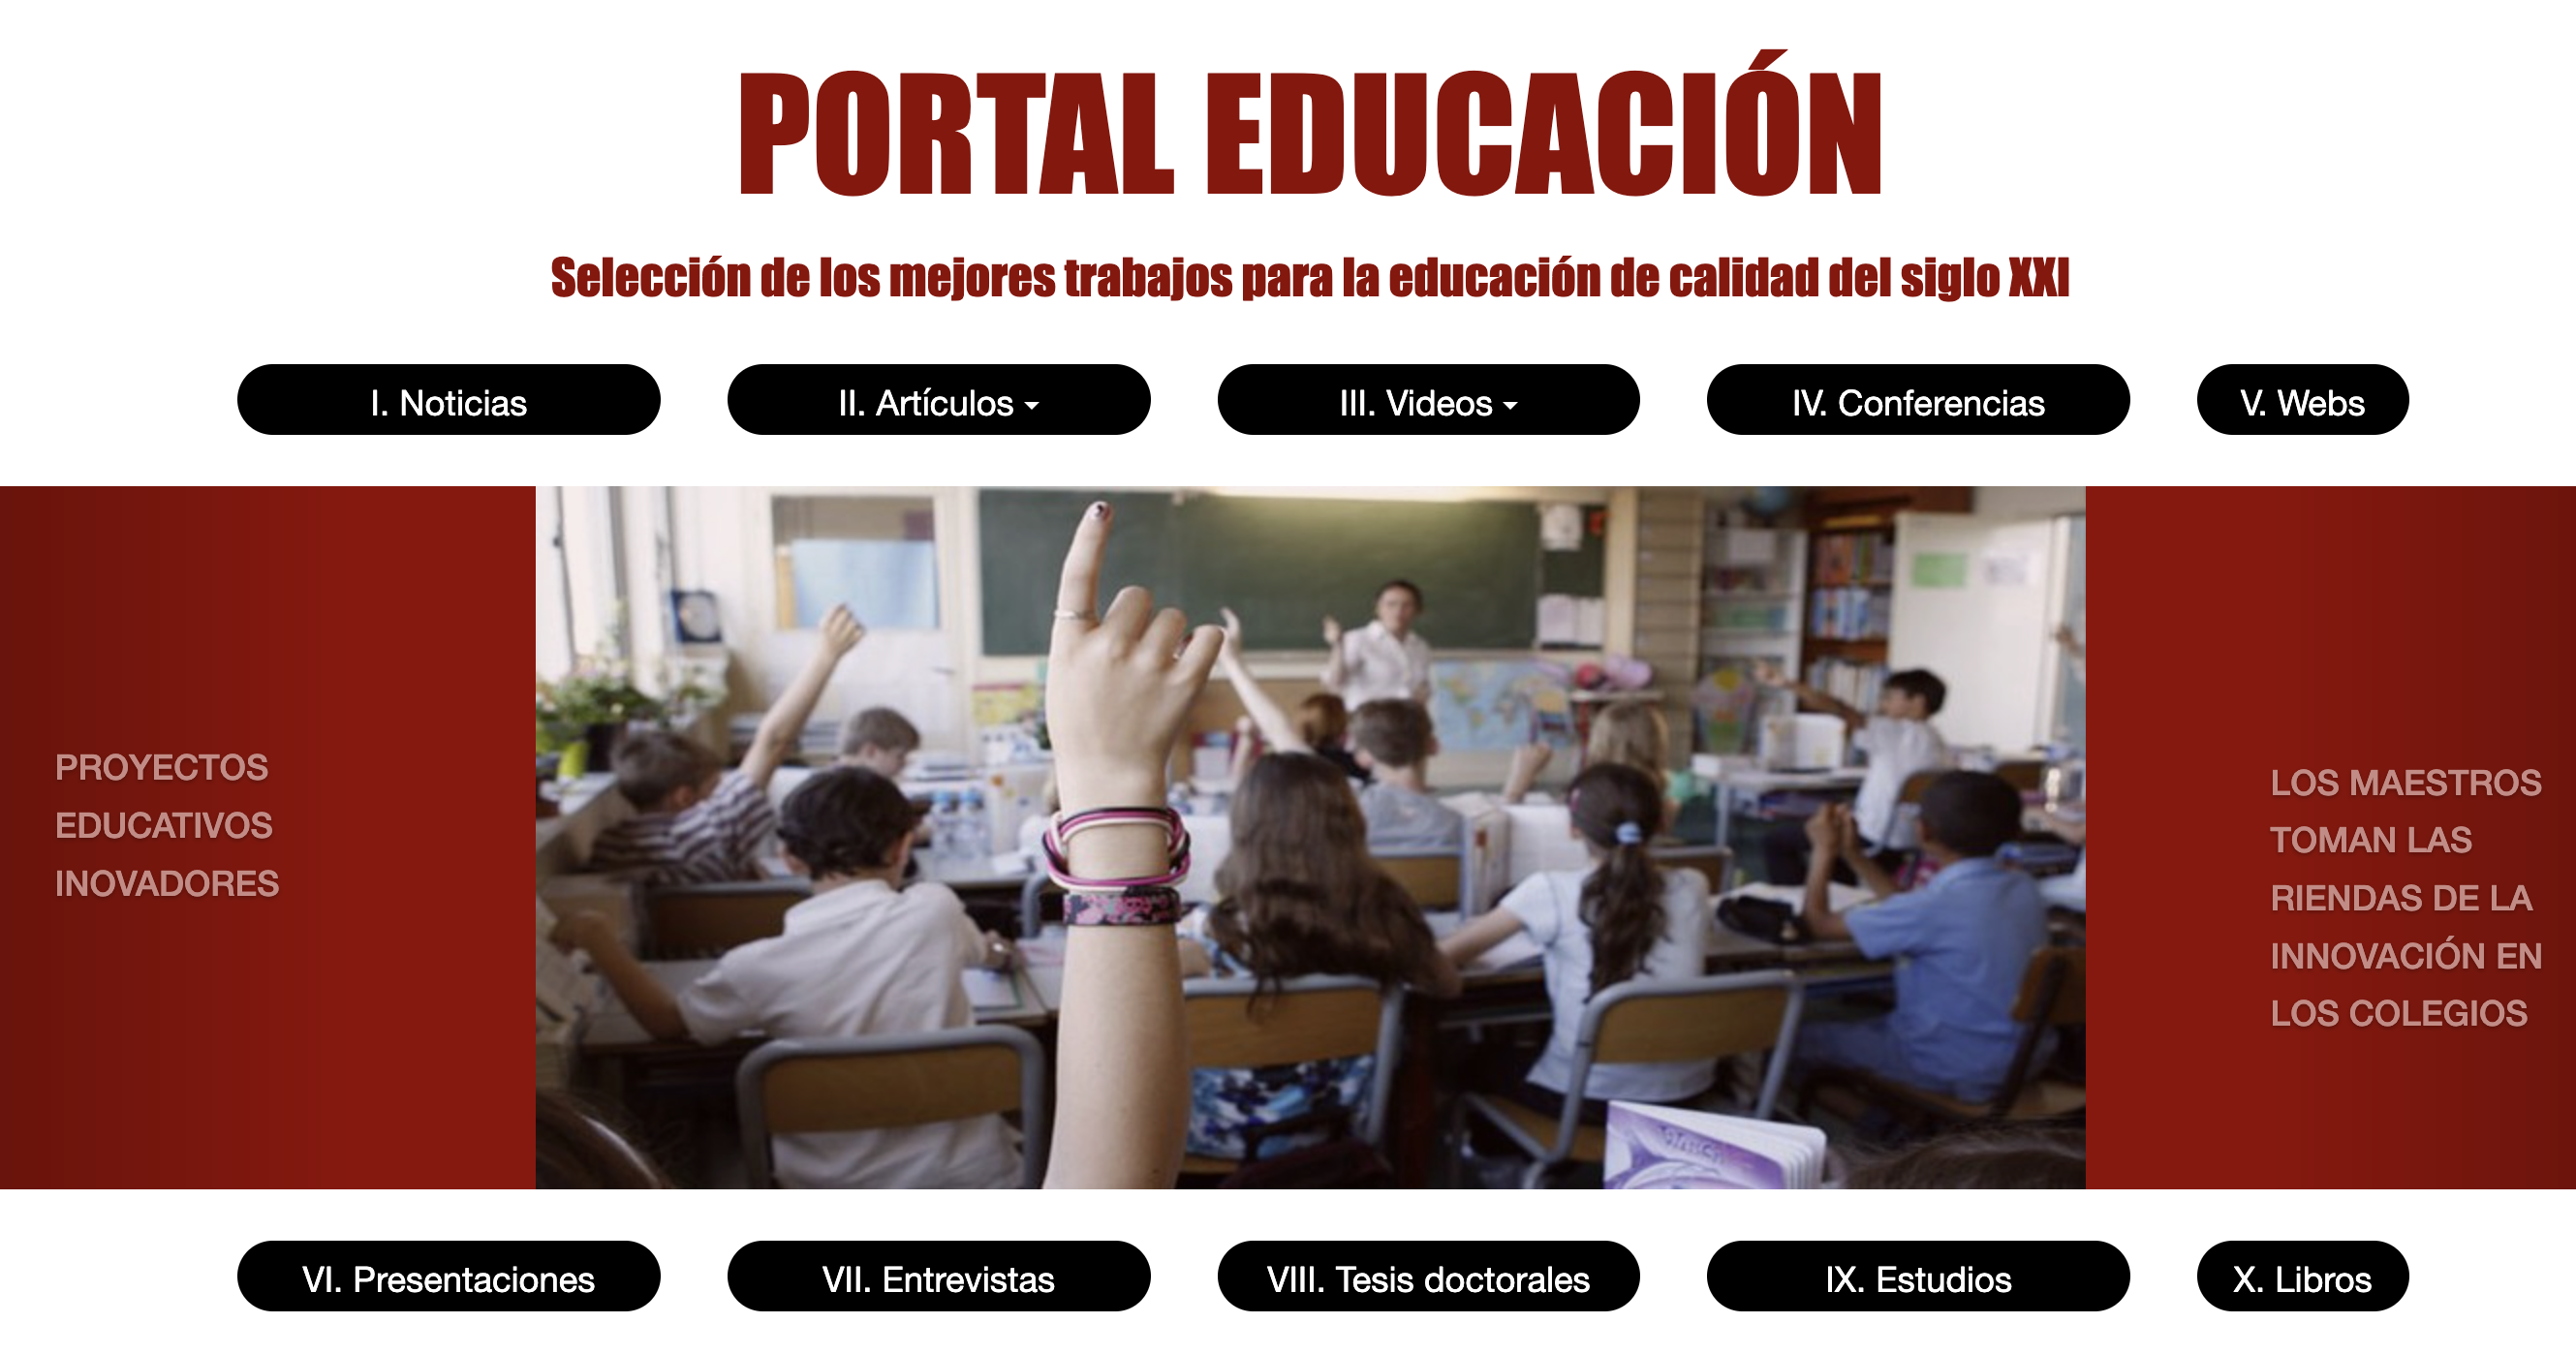 PORTAL EDUCACIÓN
Selección de los mejores trabajos para la educación de calidad del siglo XXI
I. Noticias
II. Artículos
III. Videos
IV. Conferencias
V. Webs
PROYECTOS
EDUCATIVOS
INOVADORES
LOS MAESTROS
TOMAN LAS
RIENDAS DE LA
INNOVACIÓN EN
LOS COLEGIOS
VI. Presentaciones
VII. Entrevistas
VIII. Tesis doctorales
IX. Estudios
X. Libros